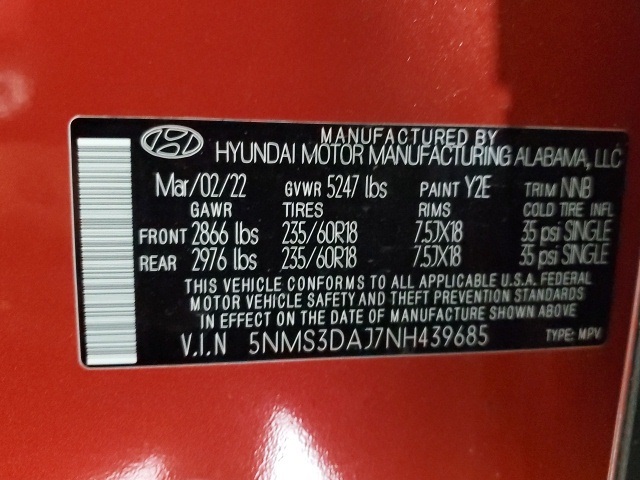 MANUFACTURED BY
HYUNDAI MOTOR MANUFACTURING ALABAMA, LLC
Mar/02/22 GVWR 5247 lbs PAINT Y2E TRIM NNB
GAWR TIRES RIMS COLD TIRE INFL
FRONT 2866 lbs 235/60R18 7.5JX18 35 psi SINGLE
REAR 2976 lbs 235/60R18 7.5JX18 35 psi SINGLE
THIS VEHICLE CONFORMS TO ALL APPLICABLE U.S.A. FEDERAL
MOTOR VEHICLE SAFETY AND THEFT PREVENTION STANDARDS
IN EFFECT ON THE DATE OF MANUFACTURE SHOWN ABOVE
V.I.N 5NMS3DAJ7NH439685 TYPE: M.P.V.